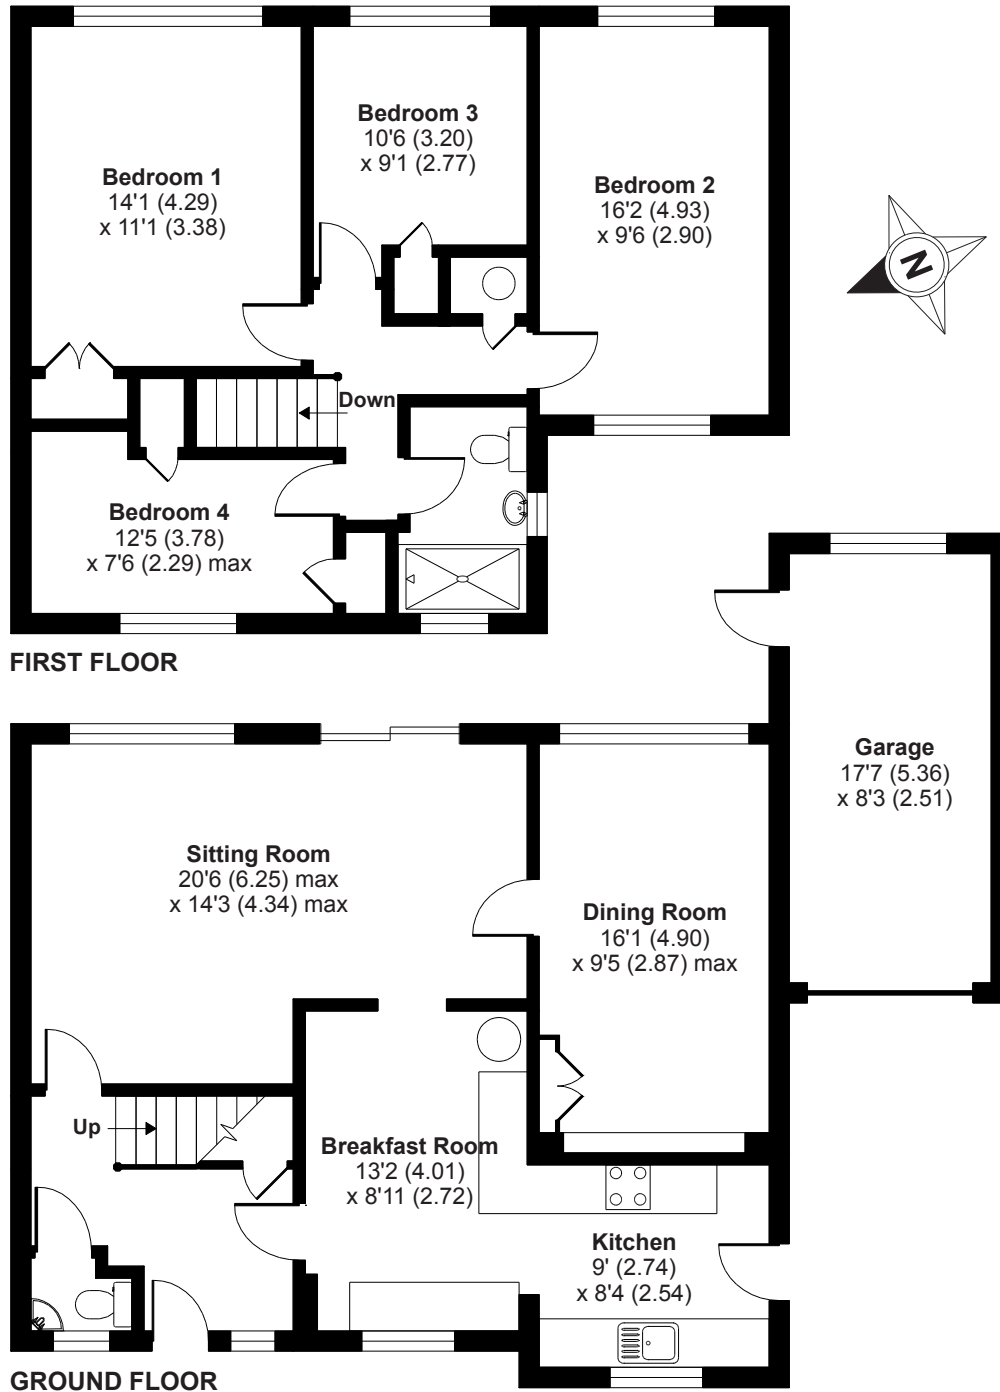 Bedroom 1
14'1 (4.29)
x 11'1 (3.38)
Bedroom 3
10'6 (3.20)
x 9'1 (2.77)
Bedroom 2
16'2 (4.93)
x 9'6 (2.90)
N
Down
Bedroom 4
12'5 (3.78)
x 7'6 (2.29) max
FIRST FLOOR
Garage
17'7 (5.36)
x 8'3 (2.51)
Sitting Room
20'6 (6.25) max
x 14'3 (4.34) max
Dining Room
16'1 (4.90)
x 9'5 (2.87) max
Up
Breakfast Room
13'2 (4.01)
x 8'11 (2.72)
Kitchen
9' (2.74)
x 8'4 (2.54)
GROUND FLOOR